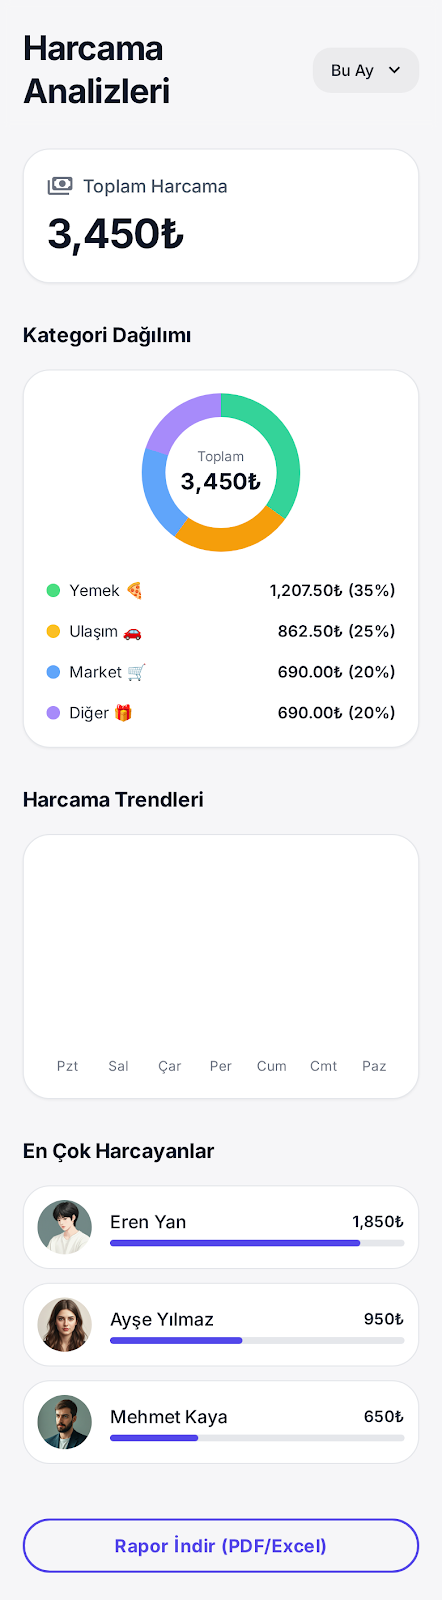 Harcama
Analizleri
Bu Ay
Toplam Harcama
3,450₺
Kategori Dağılımı
Toplam
3,450₺
Yemek 🍕 1,207.50₺ (35%)
Ulaşım 🚗 862.50₺ (25%)
Market 🛒 690.00₺ (20%)
Diğer 🎁 690.00₺ (20%)
Harcama Trendleri
Pzt Sal Çar Per Cum Cmt Paz
En Çok Harcayanlar
Eren Yan 1,850₺
Ayşe Yılmaz 950₺
Mehmet Kaya 650₺
Rapor İndir (PDF/Excel)